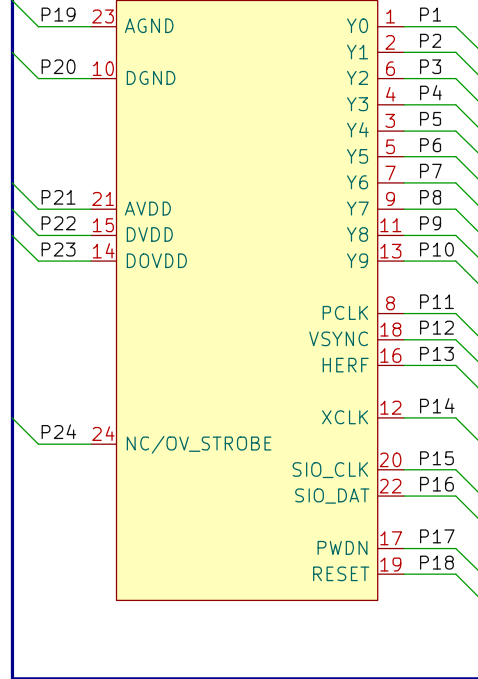 P19 23 AGND Y0 1 P1
Y1 2 P2
P20 10 DGND Y2 6 P3
Y3 4 P4
Y4 3 P5
Y5 5 P6
Y6 7 P7
P21 21 AVDD Y7 9 P8
P22 15 DVDD Y8 11 P9
P23 14 DOVDD Y9 13 P10
PCLK 8 P11
VSYNC 18 P12
HERF 16 P13
XCLK 12 P14
P24 24 NC/OV_STROBE
SIO_CLK 20 P15
SIO_DAT 22 P16
PWDN 17 P17
RESET 19 P18